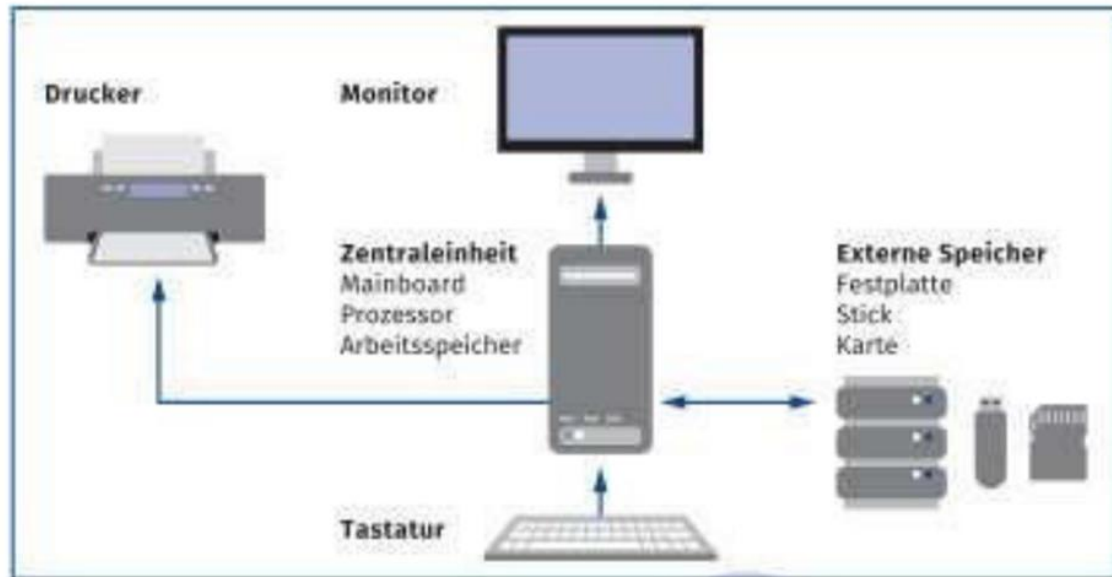 Drucker
Monitor
Zentraleinheit
Mainboard
Prozessor
Arbeitsspeicher
Externe Speicher
Festplatte
Stick
Karte
Tastatur